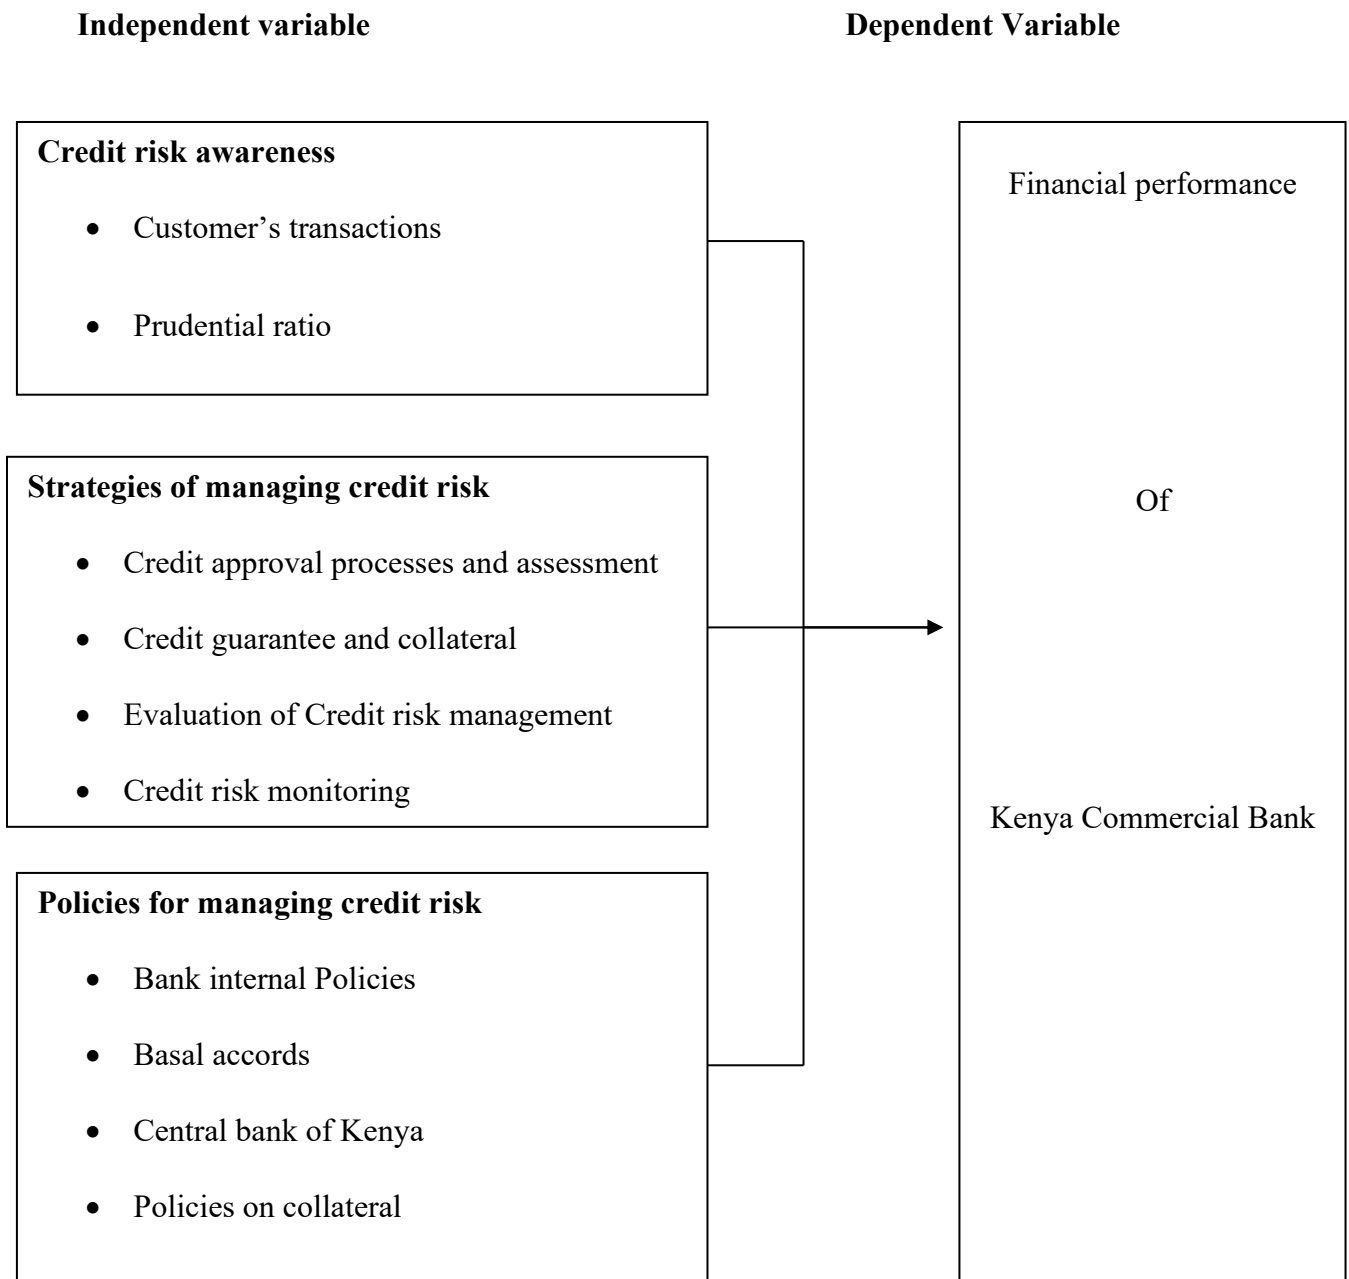 Independent variable
Dependent Variable
Credit risk awareness
• Customer’s transactions
• Prudential ratio
Strategies of managing credit risk
• Credit approval processes and assessment
• Credit guarantee and collateral
• Evaluation of Credit risk management
• Credit risk monitoring
Policies for managing credit risk
• Bank internal Policies
• Basal accords
• Central bank of Kenya
• Policies on collateral
Financial performance
Of
Kenya Commercial Bank